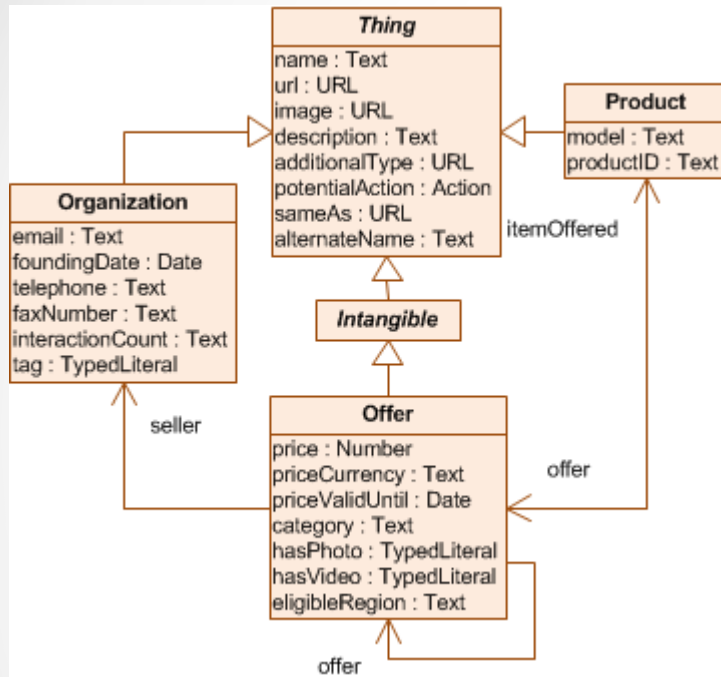 Thing
name : Text
url : URL
image : URL
description : Text
additionalType : URL
potentialAction : Action
sameAs : URL
alternateName : Text
Product
model : Text
productID : Text
Organization
email : Text
foundingDate : Date
telephone : Text
faxNumber : Text
interactionCount : Text
tag : TypedLiteral
itemOffered
Intangible
seller
Offer
price : Number
priceCurrency : Text
priceValidUntil : Date
category : Text
hasPhoto : TypedLiteral
hasVideo : TypedLiteral
eligibleRegion : Text
offer
offer